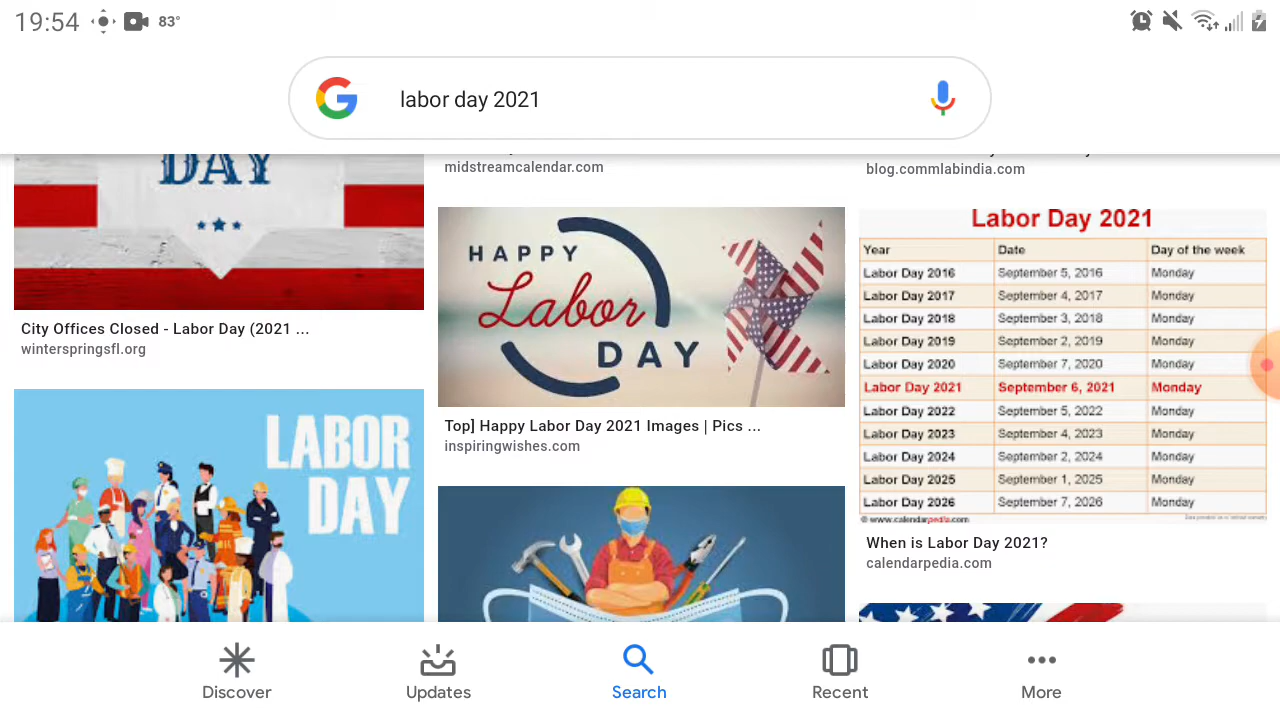 19:54 83°
labor day 2021
DAY
City Offices Closed - Labor Day (2021 ...
winterspringsfl.org
LABOR
DAY
midstreamcalendar.com
HAPPY
Labor
DAY
Top] Happy Labor Day 2021 Images | Pics ...
inspiringwishes.com
blog.commlabindia.com
Labor Day 2021
Year Date Day of the week
Labor Day 2016 September 5, 2016 Monday
Labor Day 2017 September 4, 2017 Monday
Labor Day 2018 September 3, 2018 Monday
Labor Day 2019 September 2, 2019 Monday
Labor Day 2020 September 7, 2020 Monday
Labor Day 2021 September 6, 2021 Monday
Labor Day 2022 September 5, 2022 Monday
Labor Day 2023 September 4, 2023 Monday
Labor Day 2024 September 2, 2024 Monday
Labor Day 2025 September 1, 2025 Monday
Labor Day 2026 September 7, 2026 Monday
© www.calendarpedia.com
When is Labor Day 2021?
calendarpedia.com
Discover Updates Search Recent More